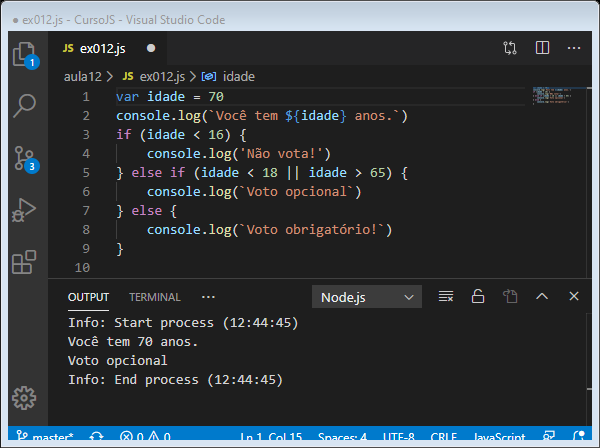 ● ex012.js - CursoJS - Visual Studio Code
JS ex012.js ●
aula12 > JS ex012.js > idade
1 var idade = 70
2 console.log(`Você tem ${idade} anos.`)
3 if (idade < 16) {
4     console.log('Não vota!')
5 } else if (idade < 18 || idade > 65) {
6     console.log(`Voto opcional`)
7 } else {
8     console.log(`Voto obrigatório!`)
9 }
10
1
3
OUTPUT TERMINAL ··· Node.js
Info: Start process (12:44:45)
Você tem 70 anos.
Voto opcional
Info: End process (12:44:45)
master* 0 0 Ln 1, Col 15 Spaces: 4 UTF-8 CRLF JavaScript